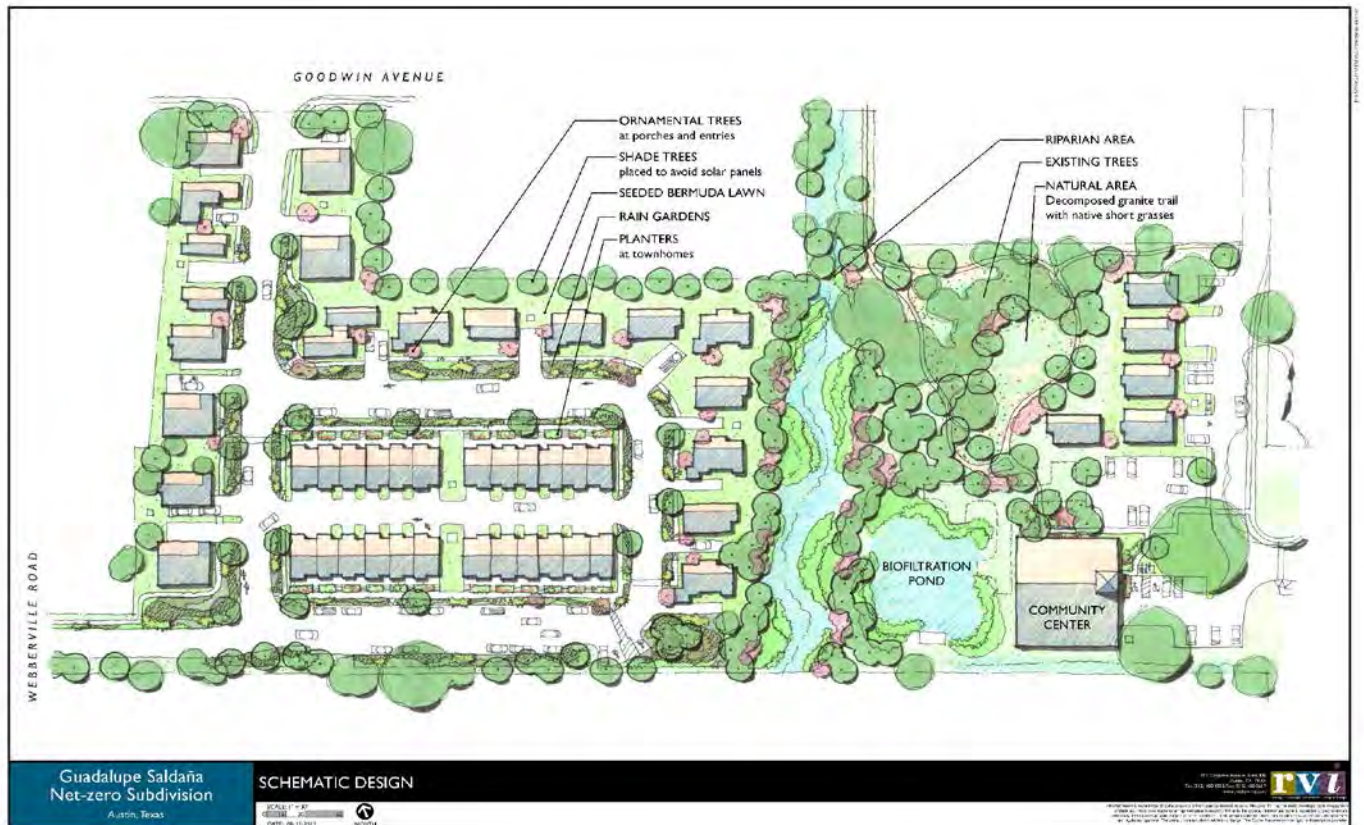 GOODWIN AVENUE
ORNAMENTAL TREES
at porches and entries
SHADE TREES
placed to avoid solar panels
SEEDED BERMUDA LAWN
RAIN GARDENS
PLANTERS
at townhomes
RIPARIAN AREA
EXISTING TREES
NATURAL AREA
Decomposed granite trail
with native short grasses
BIOFILTRATION
POND
COMMUNITY
CENTER
WEBBERVILLE ROAD
Guadalupe Saldaña
Net-zero Subdivision
Austin, Texas
SCHEMATIC DESIGN
NORTH
rvi